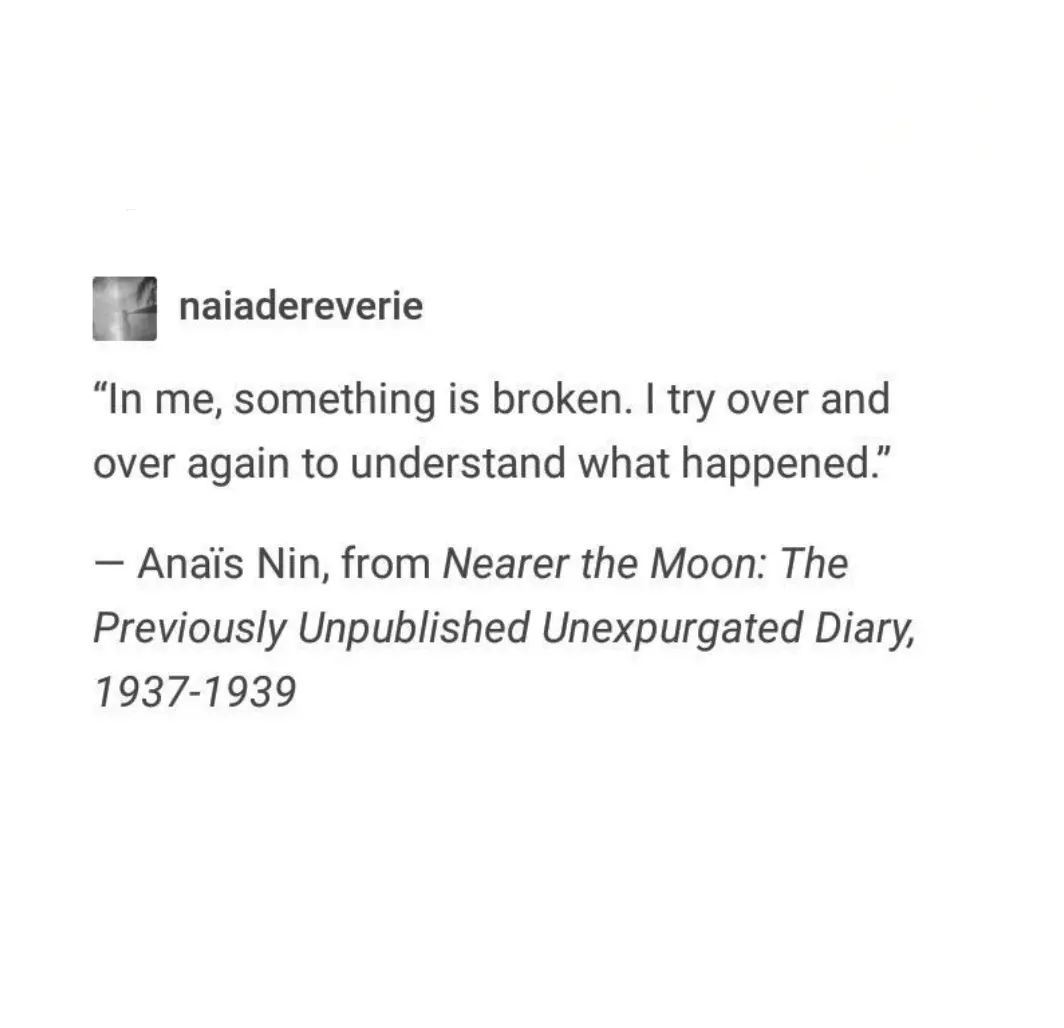 naiadereverie
“In me, something is broken. I try over and
over again to understand what happened.”
— Anaïs Nin, from Nearer the Moon: The
Previously Unpublished Unexpurgated Diary,
1937-1939